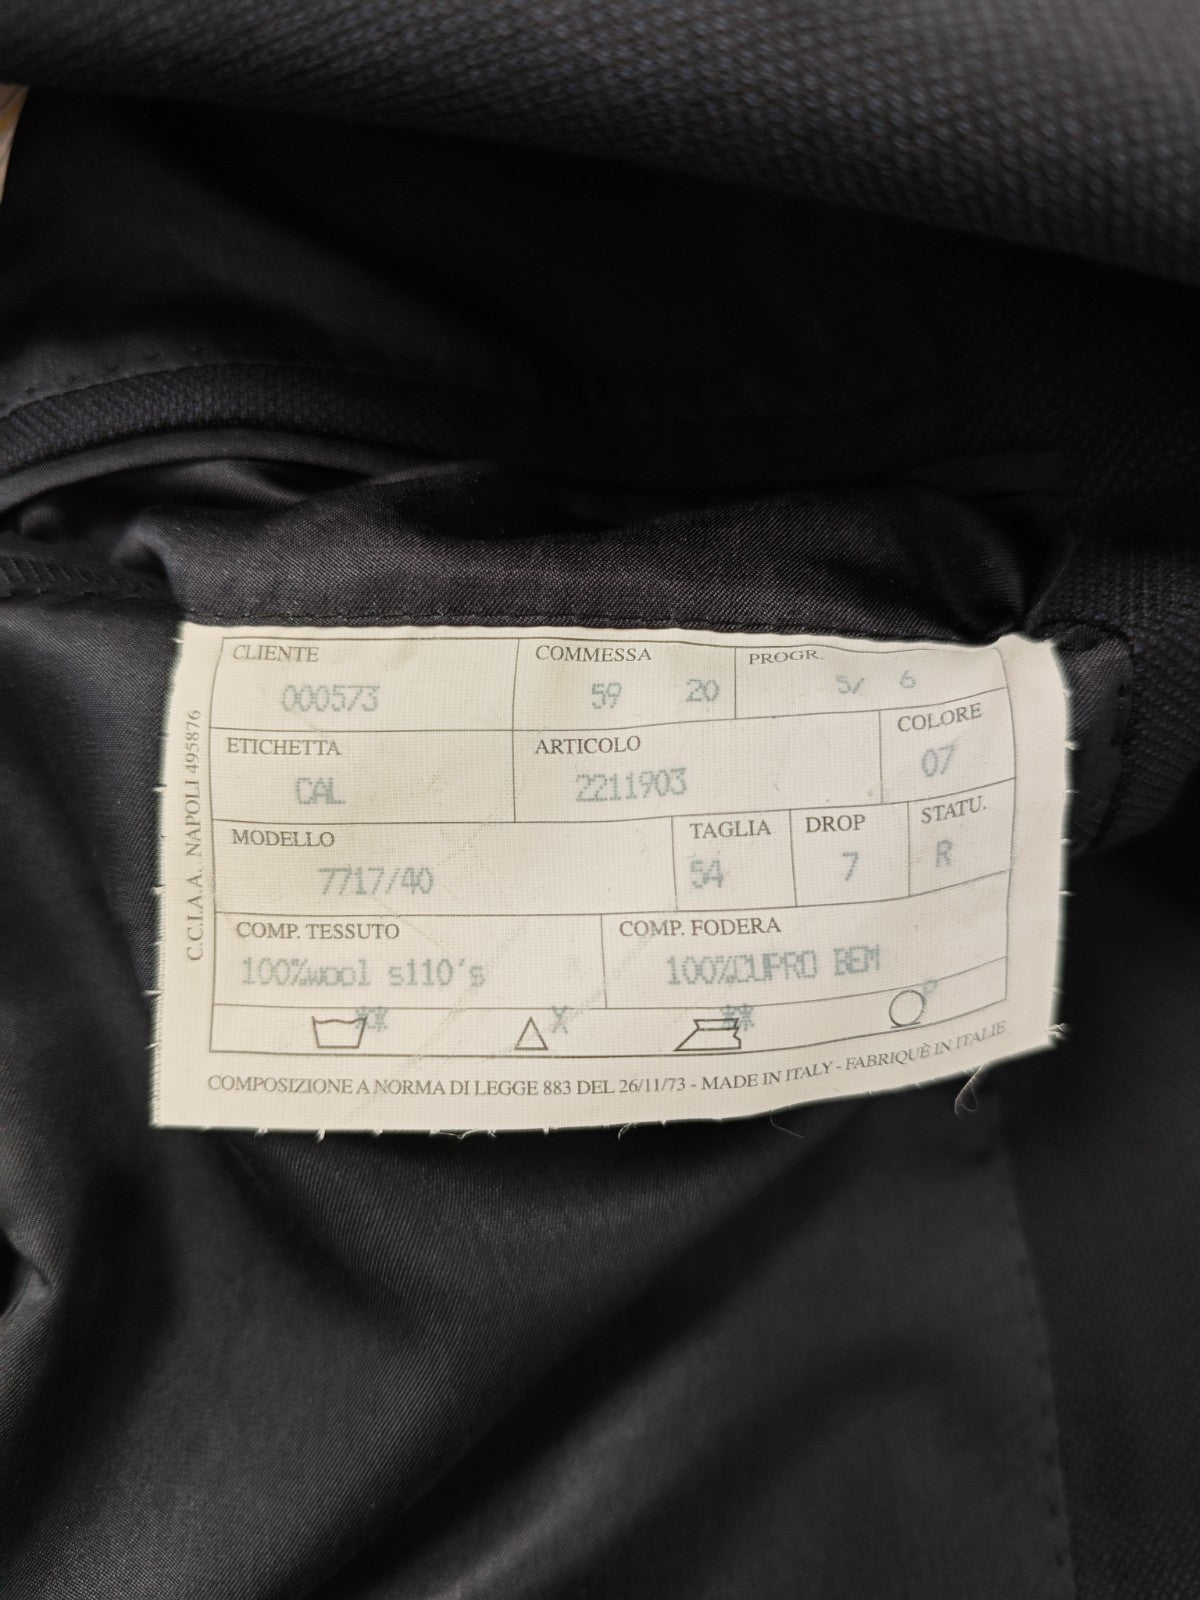 CLIENTE COMMESSA PROGR.
000573 59 20 5/ 6
ETICHETTA ARTICOLO COLORE
CAL 2211903 07
MODELLO TAGLIA DROP STATU.
7717/40 54 7 R
COMP. TESSUTO COMP. FODERA
100%wool s110's 100%CUPRO BEM
** X ** P
COMPOSIZIONE A NORMA DI LEGGE 883 DEL 26/11/73 - MADE IN ITALY - FABRIQUÈ IN ITALIE
C.C.I.A.A. NAPOLI 495876